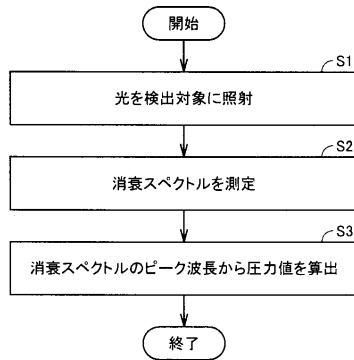 開始
S1
光を検出対象に照射
S2
消衰スペクトルを測定
S3
消衰スペクトルのピーク波長から圧力値を算出
終了